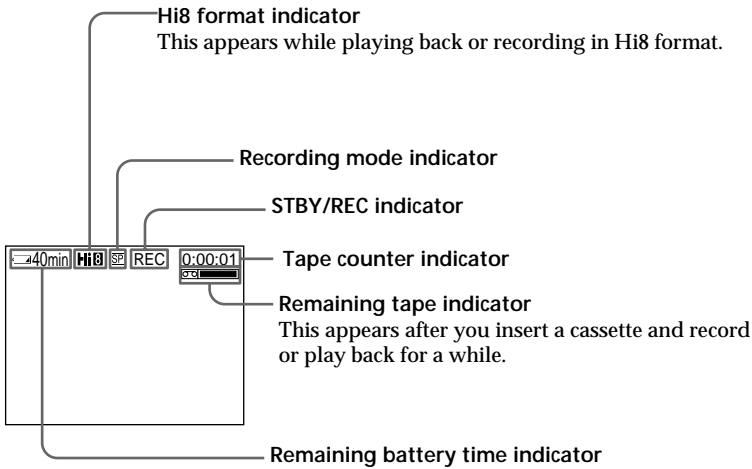 Hi8 format indicator
This appears while playing back or recording in Hi8 format.
Recording mode indicator
STBY/REC indicator
40min Hi8 SP REC 0:00:01
Tape counter indicator
Remaining tape indicator
This appears after you insert a cassette and record
or play back for a while.
Remaining battery time indicator